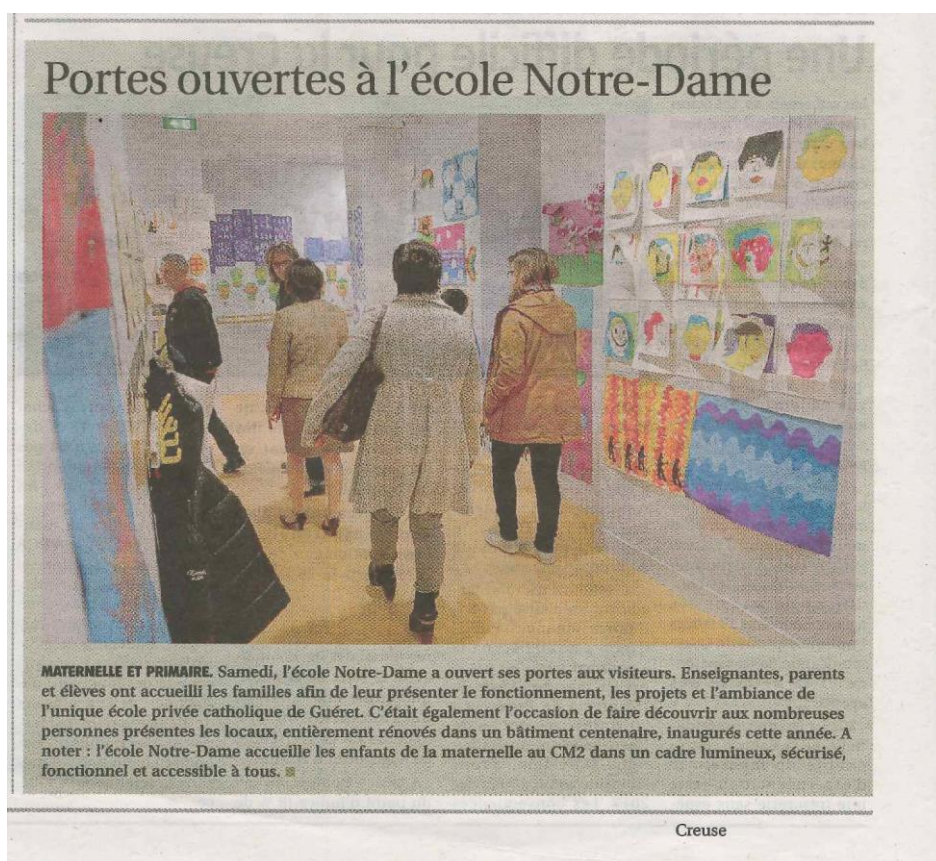 Portes ouvertes à l'école Notre-Dame
MATERNELLE ET PRIMAIRE. Samedi, l'école Notre-Dame a ouvert ses portes aux visiteurs. Enseignantes, parents
et élèves ont accueilli les familles afin de leur présenter le fonctionnement, les projets et l'ambiance de
l'unique école privée catholique de Guéret. C'était également l'occasion de faire découvrir aux nombreuses
personnes présentes les locaux, entièrement rénovés dans un bâtiment centenaire, inaugurés cette année. A
noter : l'école Notre-Dame accueille les enfants de la maternelle au CM2 dans un cadre lumineux, sécurisé,
fonctionnel et accessible à tous.
Creuse